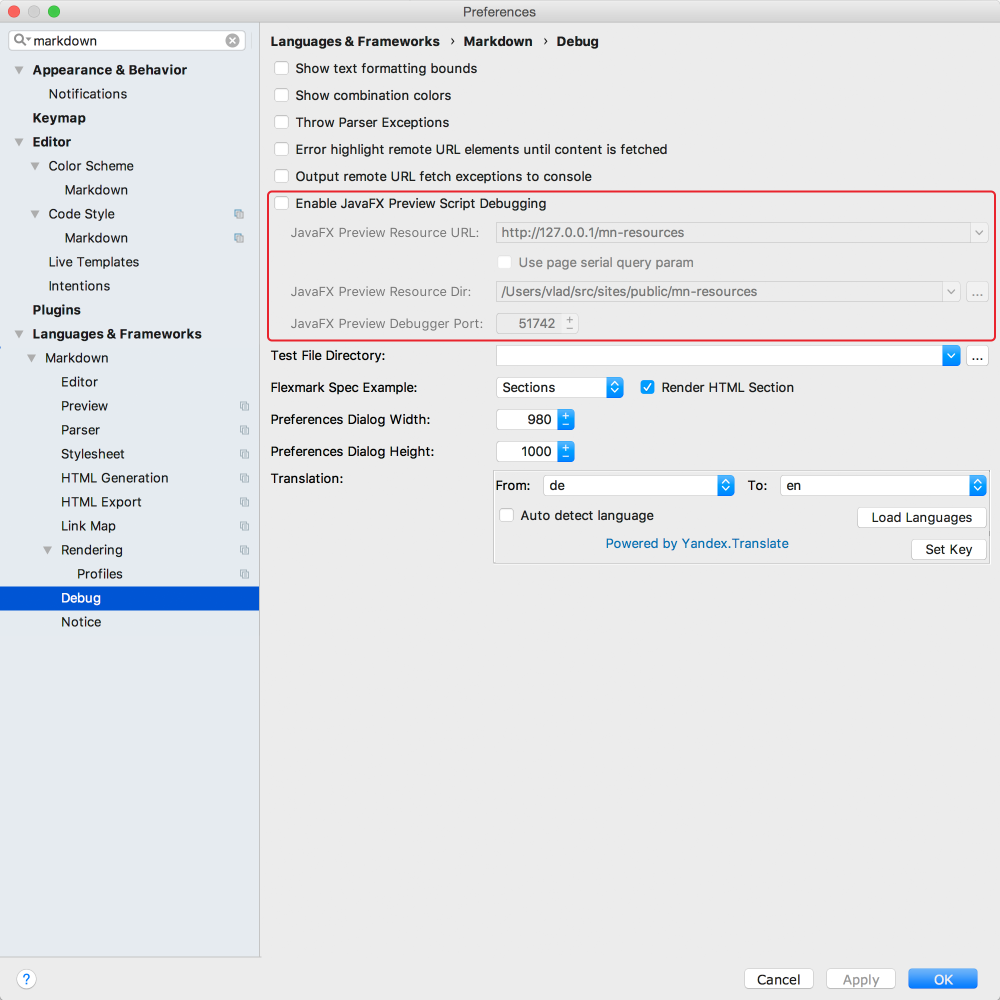 Preferences
markdown
Appearance & Behavior
Notifications
Keymap
Editor
Color Scheme
Markdown
Code Style
Markdown
Live Templates
Intentions
Plugins
Languages & Frameworks
Markdown
Editor
Preview
Parser
Stylesheet
HTML Generation
HTML Export
Link Map
Rendering
Profiles
Debug
Notice
?
Languages & Frameworks › Markdown › Debug
Show text formatting bounds
Show combination colors
Throw Parser Exceptions
Error highlight remote URL elements until content is fetched
Output remote URL fetch exceptions to console
Enable JavaFX Preview Script Debugging
JavaFX Preview Resource URL: http://127.0.0.1/mn-resources
Use page serial query param
JavaFX Preview Resource Dir: /Users/vlad/src/sites/public/mn-resources ...
JavaFX Preview Debugger Port: 51742
Test File Directory: ...
Flexmark Spec Example: Sections Render HTML Section
Preferences Dialog Width: 980
Preferences Dialog Height: 1000
Translation: From: de To: en
Auto detect language Load Languages
Powered by Yandex.Translate Set Key
Cancel Apply OK